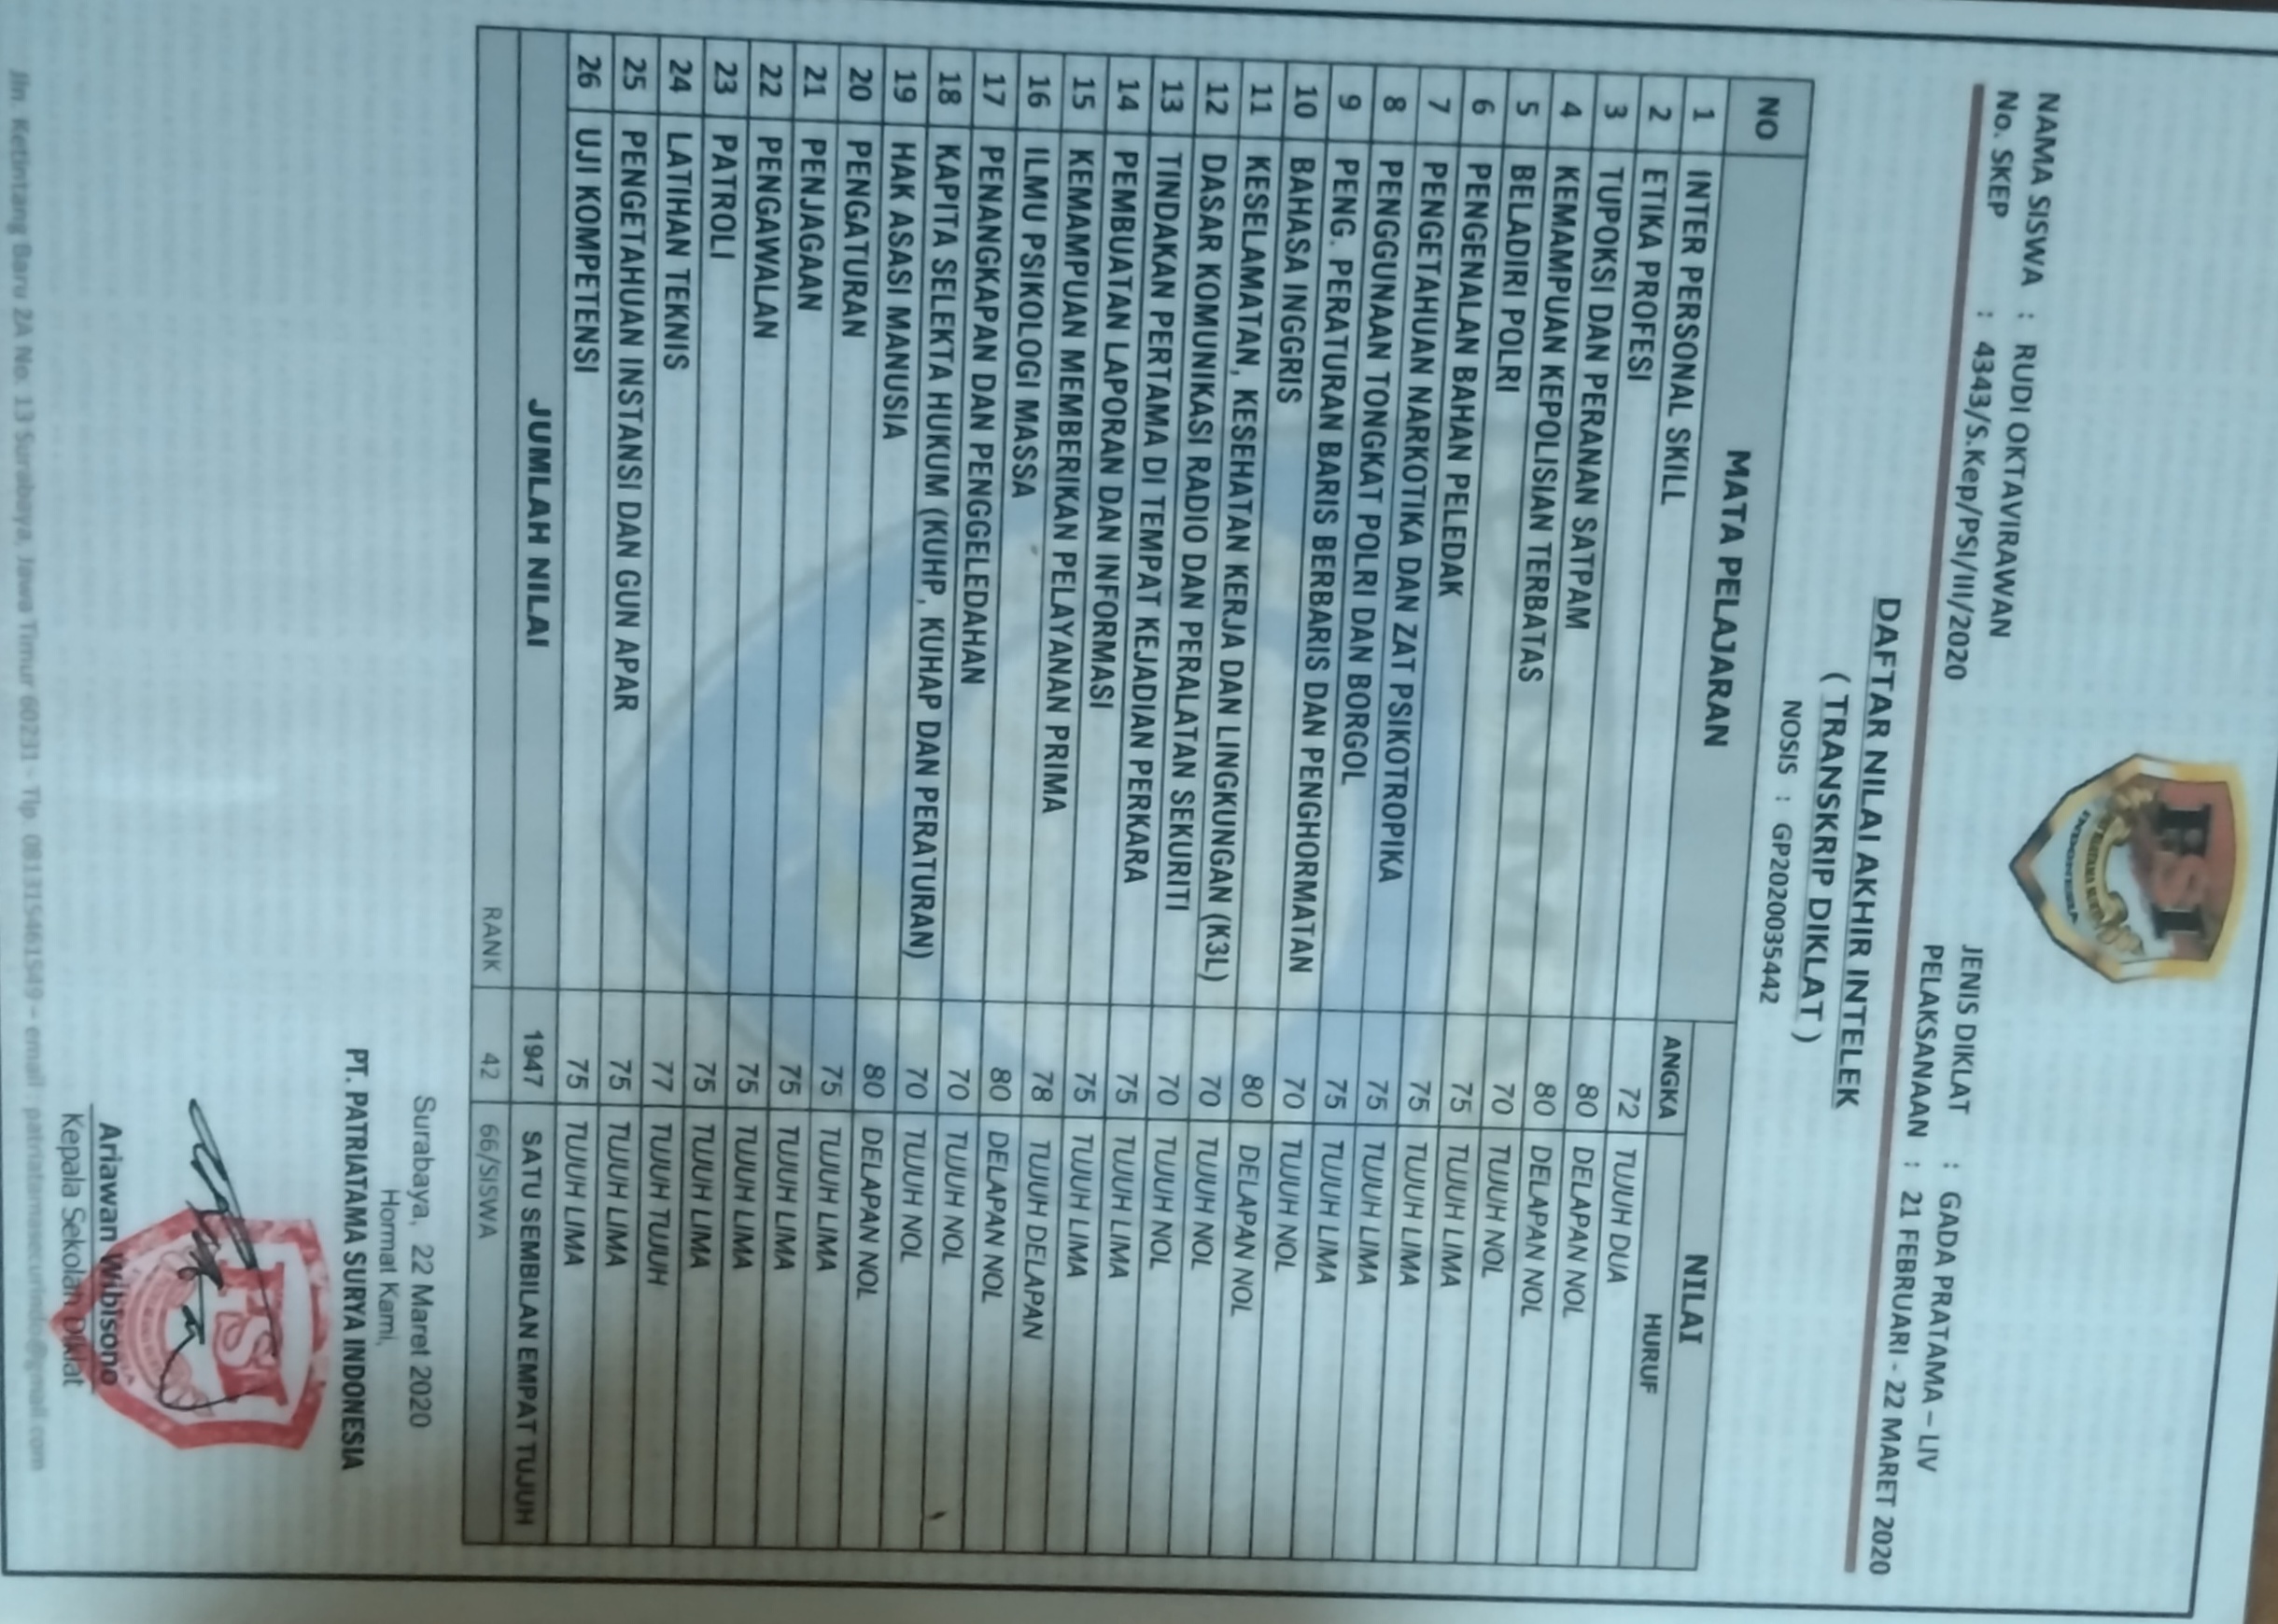 PSI
INDONESIA
NAMA SISWA : RUDI OKTAVIRAWAN JENIS DIKLAT : GADA PRATAMA – LIV
No. SKEP : 4343/S.Kep/PSI/III/2020 PELAKSANAAN : 21 FEBRUARI - 22 MARET 2020
DAFTAR NILAI AKHIR INTELEK
( TRANSKRIP DIKLAT )
NOSIS : GP2020035442
NO MATA PELAJARAN NILAI
ANGKA HURUF
1 INTER PERSONAL SKILL 72 TUJUH DUA
2 ETIKA PROFESI 80 DELAPAN NOL
3 TUPOKSI DAN PERANAN SATPAM 80 DELAPAN NOL
4 KEMAMPUAN KEPOLISIAN TERBATAS 70 TUJUH NOL
5 BELADIRI POLRI 75 TUJUH LIMA
6 PENGENALAN BAHAN PELEDAK 75 TUJUH LIMA
7 PENGETAHUAN NARKOTIKA DAN ZAT PSIKOTROPIKA 75 TUJUH LIMA
8 PENGGUNAAN TONGKAT POLRI DAN BORGOL 75 TUJUH LIMA
9 PENG. PERATURAN BARIS BERBARIS DAN PENGHORMATAN 70 TUJUH NOL
10 BAHASA INGGRIS 80 DELAPAN NOL
11 KESELAMATAN, KESEHATAN KERJA DAN LINGKUNGAN (K3L) 70 TUJUH NOL
12 DASAR KOMUNIKASI RADIO DAN PERALATAN SEKURITI 70 TUJUH NOL
13 TINDAKAN PERTAMA DI TEMPAT KEJADIAN PERKARA 75 TUJUH LIMA
14 PEMBUATAN LAPORAN DAN INFORMASI 75 TUJUH LIMA
15 KEMAMPUAN MEMBERIKAN PELAYANAN PRIMA 78 TUJUH DELAPAN
16 ILMU PSIKOLOGI MASSA 80 DELAPAN NOL
17 PENANGKAPAN DAN PENGGELEDAHAN 70 TUJUH NOL
18 KAPITA SELEKTA HUKUM (KUHP, KUHAP DAN PERATURAN) 70 TUJUH NOL
19 HAK ASASI MANUSIA 80 DELAPAN NOL
20 PENGATURAN 75 TUJUH LIMA
21 PENJAGAAN 75 TUJUH LIMA
22 PENGAWALAN 75 TUJUH LIMA
23 PATROLI 75 TUJUH LIMA
24 LATIHAN TEKNIS 77 TUJUH TUJUH
25 PENGETAHUAN INSTANSI DAN GUN APAR 75 TUJUH LIMA
26 UJI KOMPETENSI 75 TUJUH LIMA
JUMLAH NILAI 1947 SATU SEMBILAN EMPAT TUJUH
RANK 42 66/SISWA
Surabaya, 22 Maret 2020
Hormat Kami,
PT. PATRIATAMA SURYA INDONESIA
PSI
Ariawan Wibisono
Kepala Sekolah Diklat
Jln. Ketintang Baru 2A No. 13 Surabaya, Jawa Timur 60231 - Tlp. 081315461549 – email : patriatamasecurindo@gmail.com